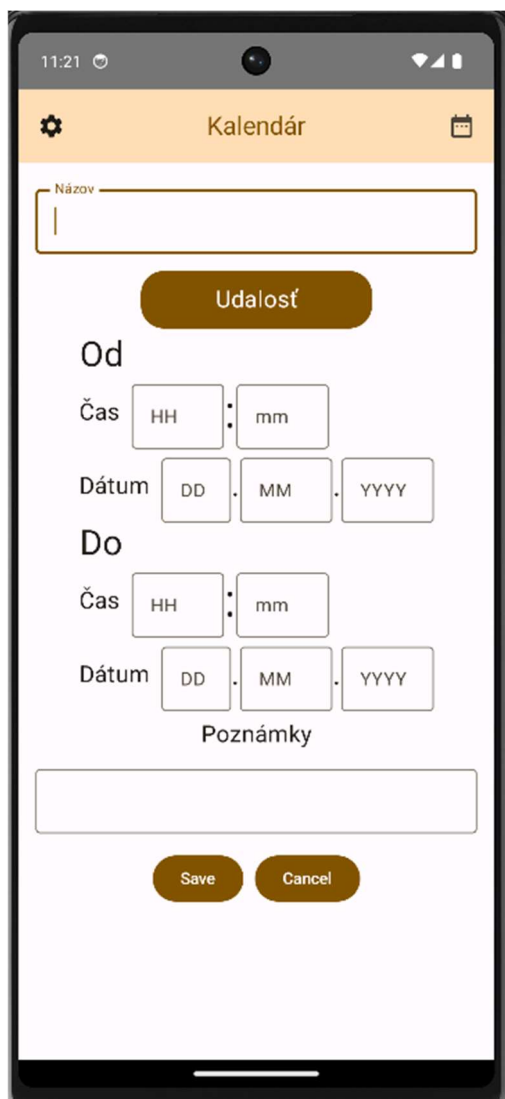 11:21
Kalendár
Názov
Udalosť
Od
Čas HH : mm
Dátum DD . MM . YYYY
Do
Čas HH : mm
Dátum DD . MM . YYYY
Poznámky
Save Cancel